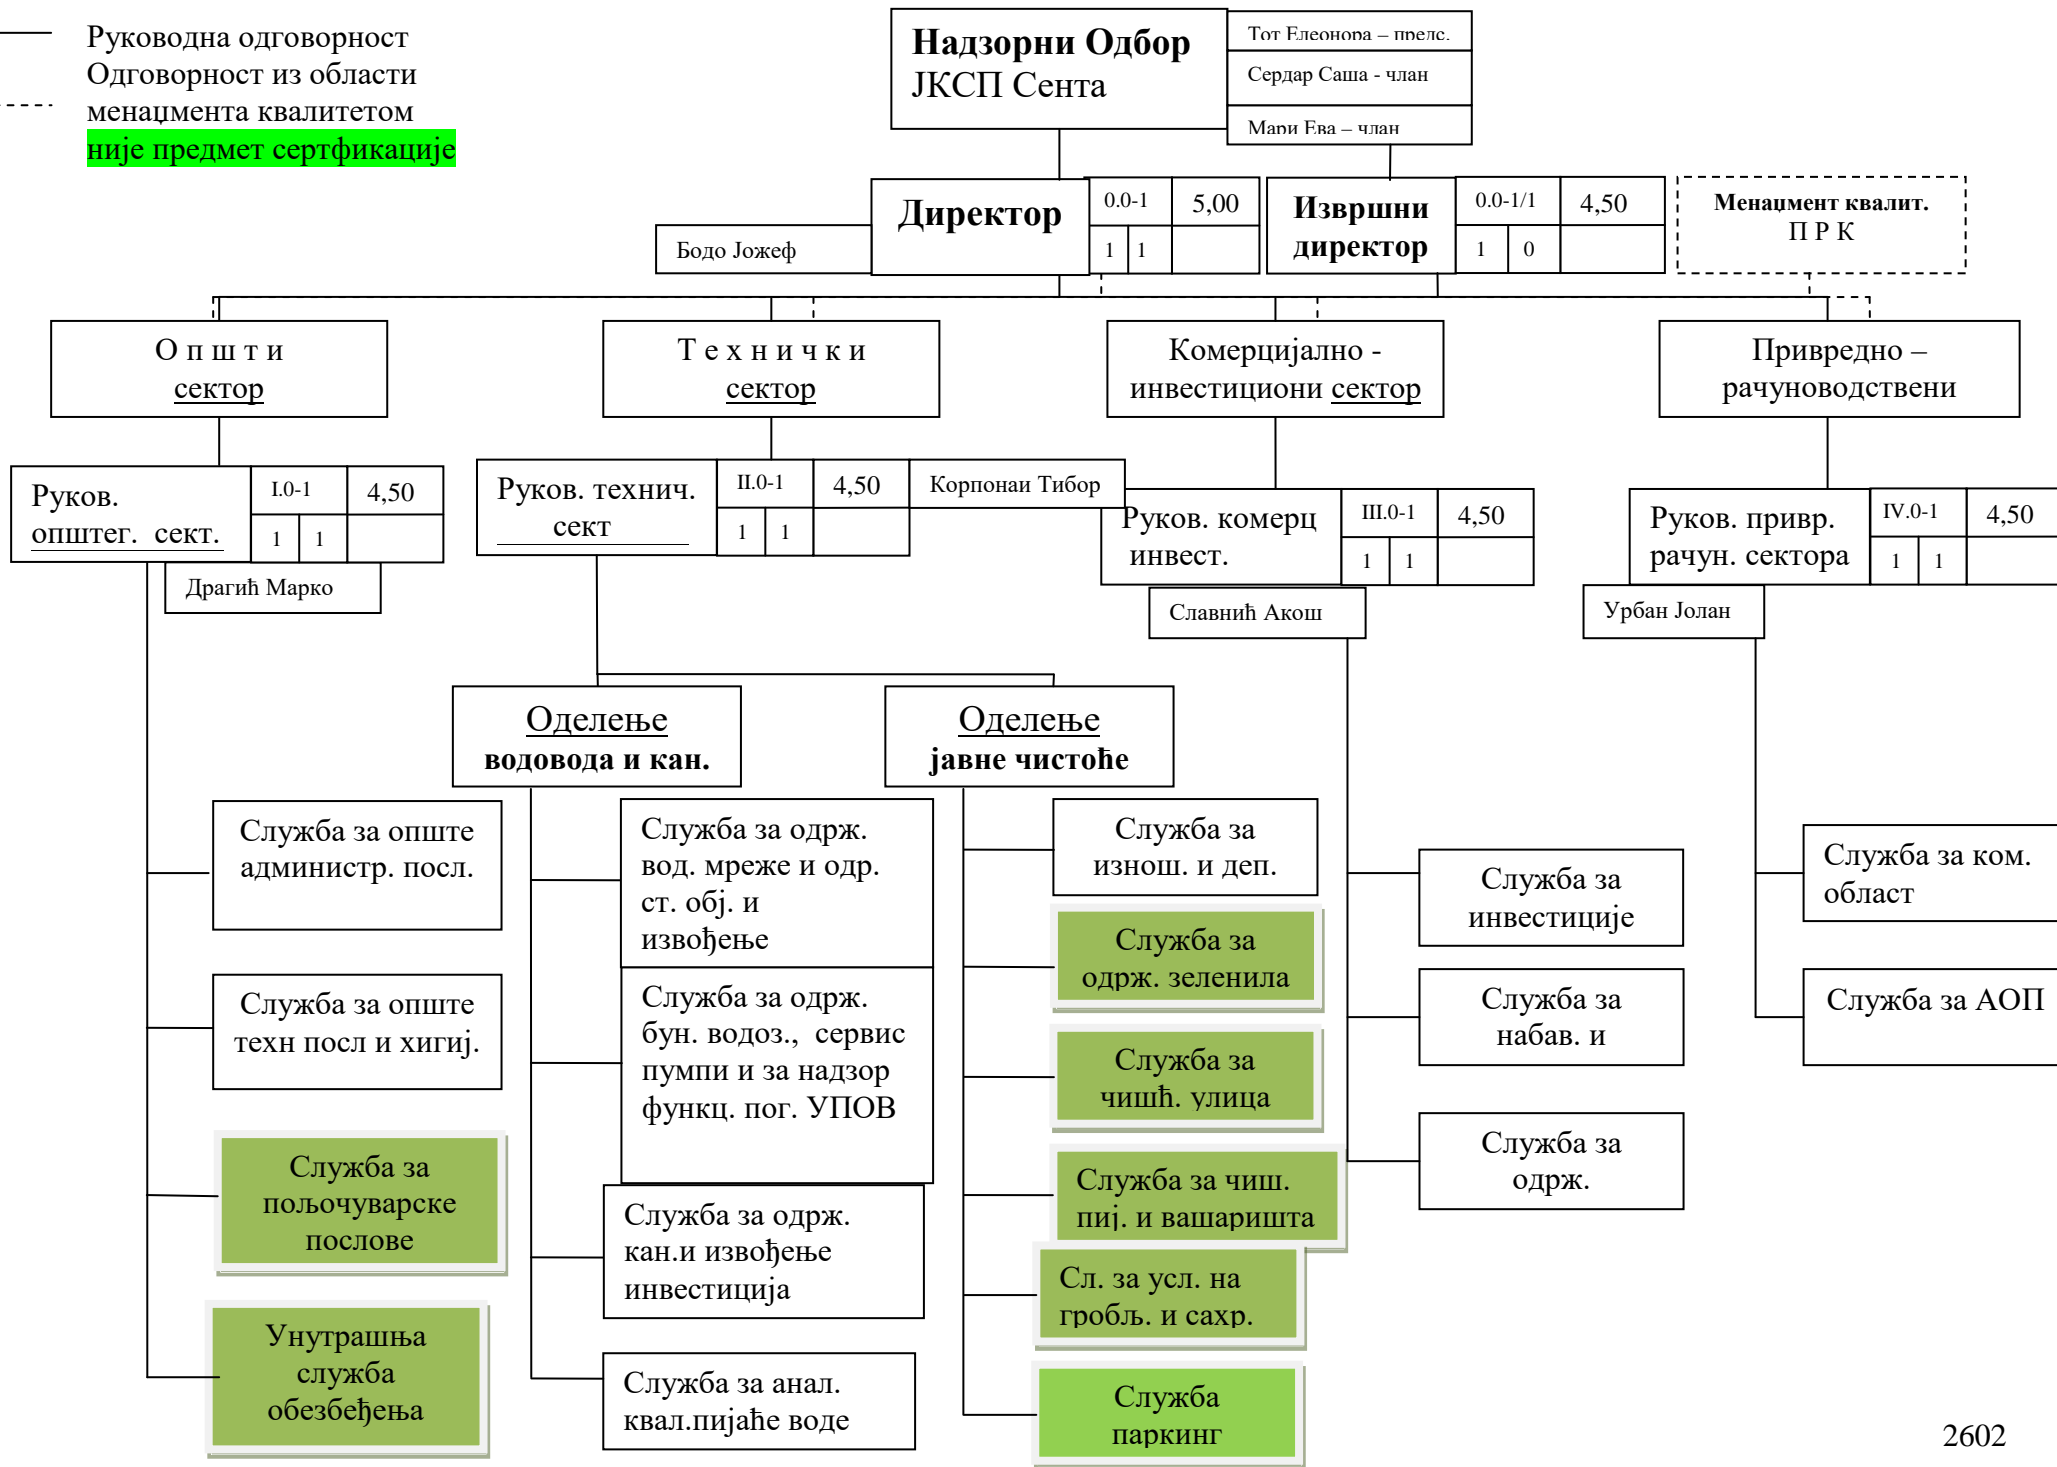 Руководна одговорност
Одговорност из области
менаџмента квалитетом
није предмет сертфикације
Надзорни Одбор
ЈКСП Сента
Тот Елеонора – предс.
Сердар Саша - члан
Мари Ева – члан
Директор
0.0-1
5,00
1
1
Бодо Јожеф
Извршни
директор
0.0-1/1
4,50
1
0
Менаџмент квалит.
П Р К
О п ш т и
сектор
Т е х н и ч к и
сектор
Комерцијално -
инвестициони сектор
Привредно –
рачуноводствени
Руков.
општег. сект.
I.0-1
4,50
1
1
Драгић Марко
Руков. технич.
сект
II.0-1
4,50
1
1
Корпонаи Тибор
Руков. комерц
инвест.
III.0-1
4,50
1
1
Славнић Акош
Руков. привр.
рачун. сектора
IV.0-1
4,50
1
1
Урбан Јолан
Оделење
водовода и кан.
Оделење
јавне чистоће
Служба за опште
администр. посл.
Служба за опште
техн посл и хигиј.
Служба за
пољочуварске
послове
Унутрашња
служба
обезбеђења
Служба за одрж.
вод. мреже и одр.
ст. обј. и
извођење
Служба за одрж.
бун. водоз., сервис
пумпи и за надзор
функц. пог. УПОВ
Служба за одрж.
кан.и извођење
инвестиција
Служба за анал.
квал.пијаће воде
Служба за
изнош. и деп.
Служба за
одрж. зеленила
Служба за
чишћ. улица
Служба за чиш.
пиј. и вашаришта
Сл. за усл. на
гробљ. и сахр.
Служба
паркинг
Служба за
инвестиције
Служба за
набав. и
Служба за
одрж.
Служба за ком.
област
Служба за АОП
2602